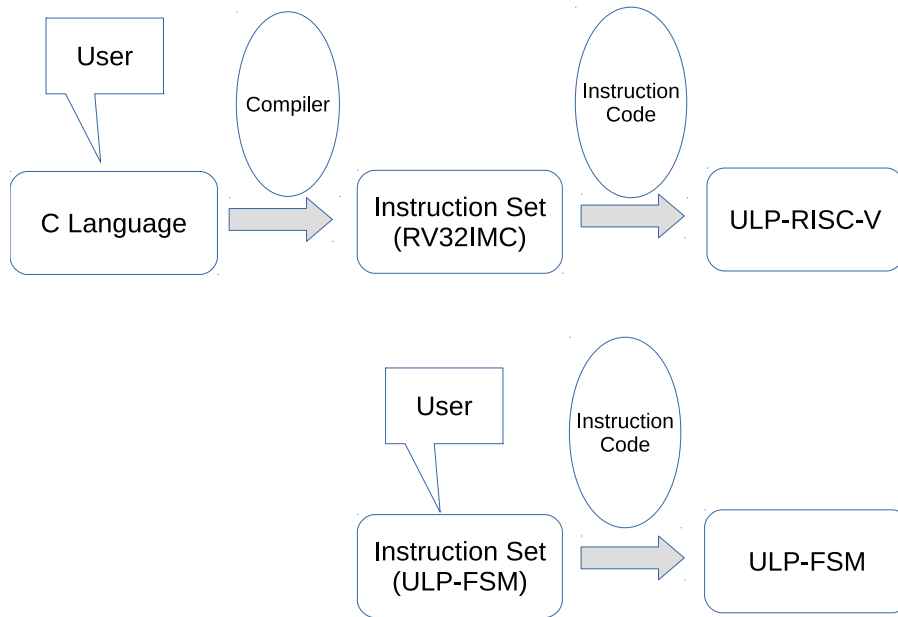 User
Compiler
Instruction
Code
C Language
Instruction Set
(RV32IMC)
ULP-RISC-V
User
Instruction
Code
Instruction Set
(ULP-FSM)
ULP-FSM